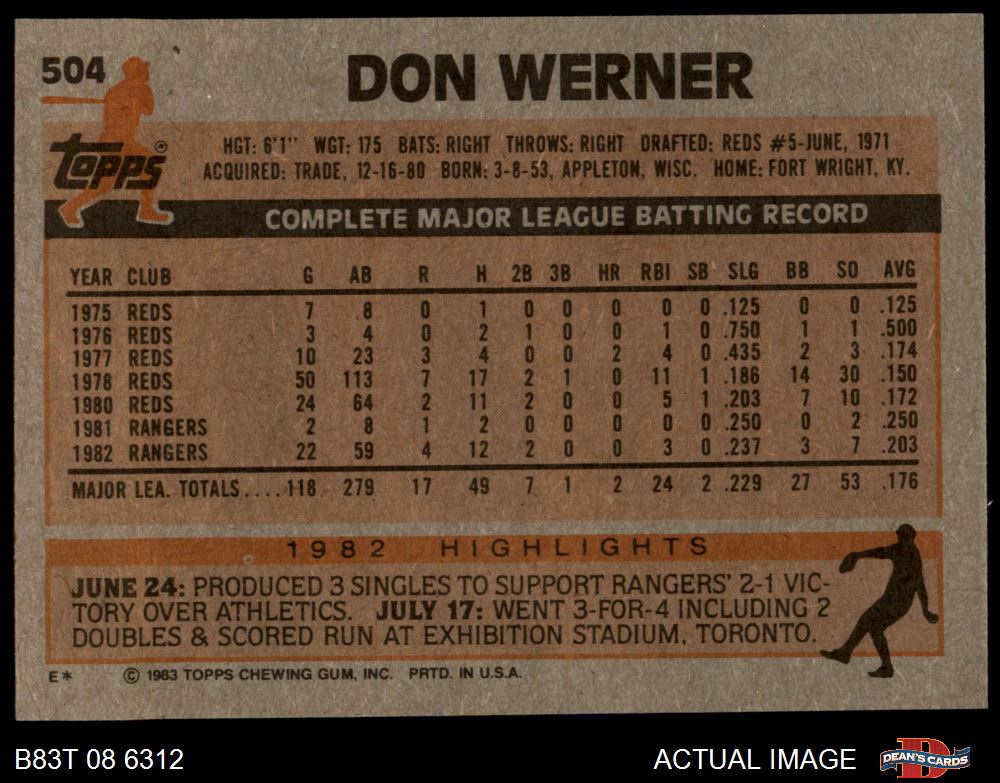 504
DON WERNER
topps®
HGT: 6'1" WGT: 175 BATS: RIGHT THROWS: RIGHT DRAFTED: REDS #5-JUNE, 1971
ACQUIRED: TRADE, 12-16-80 BORN: 3-8-53, APPLETON, WISC. HOME: FORT WRIGHT, KY.
COMPLETE MAJOR LEAGUE BATTING RECORD
YEAR CLUB G AB R H 2B 3B HR RBI SB SLG BB SO AVG
1975 REDS 7 8 0 1 0 0 0 0 0 .125 0 0 .125
1976 REDS 3 4 0 2 1 0 0 1 0 .750 1 1 .500
1977 REDS 10 23 3 4 0 0 2 4 0 .435 2 3 .174
1978 REDS 50 113 7 17 2 1 0 11 1 .186 14 30 .150
1980 REDS 24 64 2 11 2 0 0 5 1 .203 7 10 .172
1981 RANGERS 2 8 1 2 0 0 0 0 0 .250 0 2 .250
1982 RANGERS 22 59 4 12 2 0 0 3 0 .237 3 7 .203
MAJOR LEA. TOTALS....118 279 17 49 7 1 2 24 2 .229 27 53 .176
1982 HIGHLIGHTS
JUNE 24: PRODUCED 3 SINGLES TO SUPPORT RANGERS' 2-1 VIC-
TORY OVER ATHLETICS. JULY 17: WENT 3-FOR-4 INCLUDING 2
DOUBLES & SCORED RUN AT EXHIBITION STADIUM, TORONTO.
E* © 1983 TOPPS CHEWING GUM, INC. PRTD. IN U.S.A.
B83T 08 6312 ACTUAL IMAGE DEAN'S CARDS